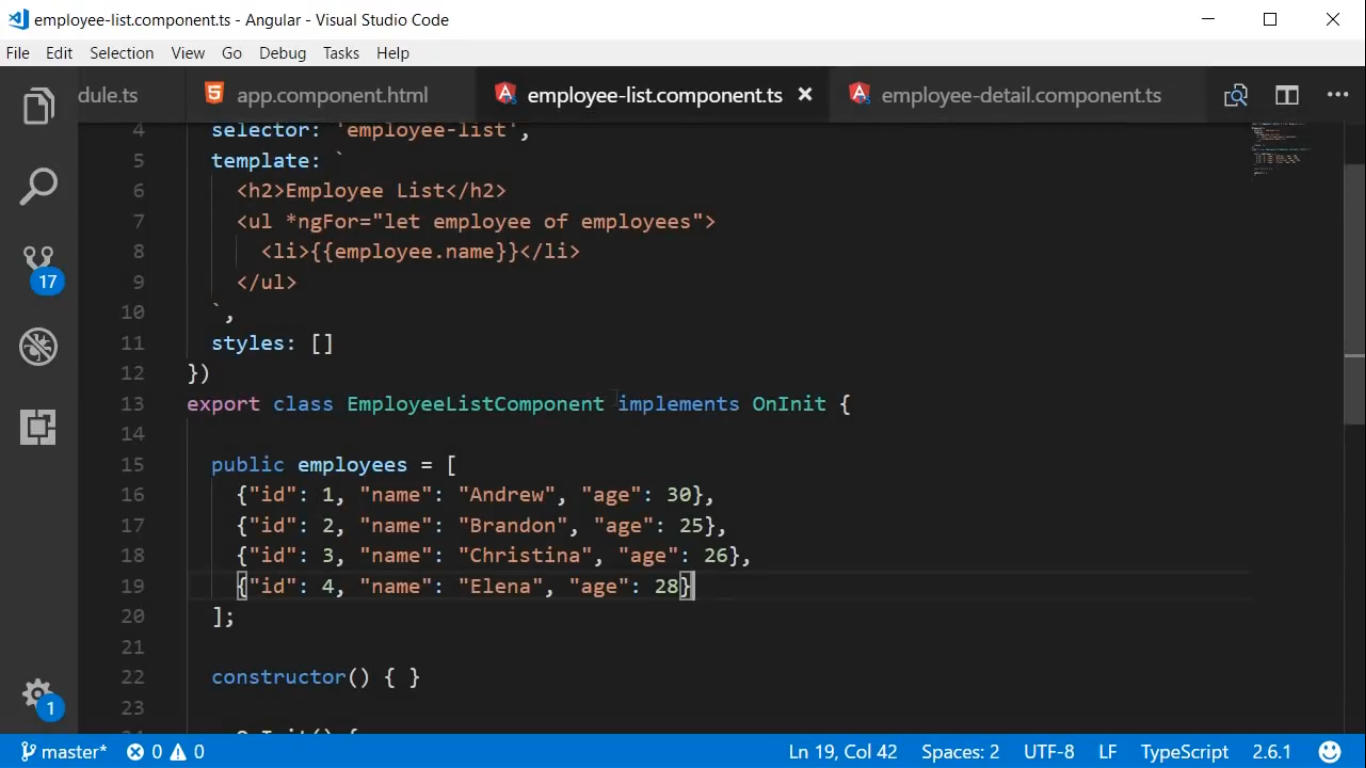 employee-list.component.ts - Angular - Visual Studio Code
File Edit Selection View Go Debug Tasks Help
dule.ts app.component.html employee-list.component.ts employee-detail.component.ts
4 selector: 'employee-list',
5 template: `
6 <h2>Employee List</h2>
7 <ul *ngFor="let employee of employees">
8 <li>{{employee.name}}</li>
9 </ul>
10 `,
11 styles: []
12 })
13 export class EmployeeListComponent implements OnInit {
14
15 public employees = [
16 {"id": 1, "name": "Andrew", "age": 30},
17 {"id": 2, "name": "Brandon", "age": 25},
18 {"id": 3, "name": "Christina", "age": 26},
19 {"id": 4, "name": "Elena", "age": 28}
20 ];
21
22 constructor() { }
23
17
1
master* 0 0 Ln 19, Col 42 Spaces: 2 UTF-8 LF TypeScript 2.6.1